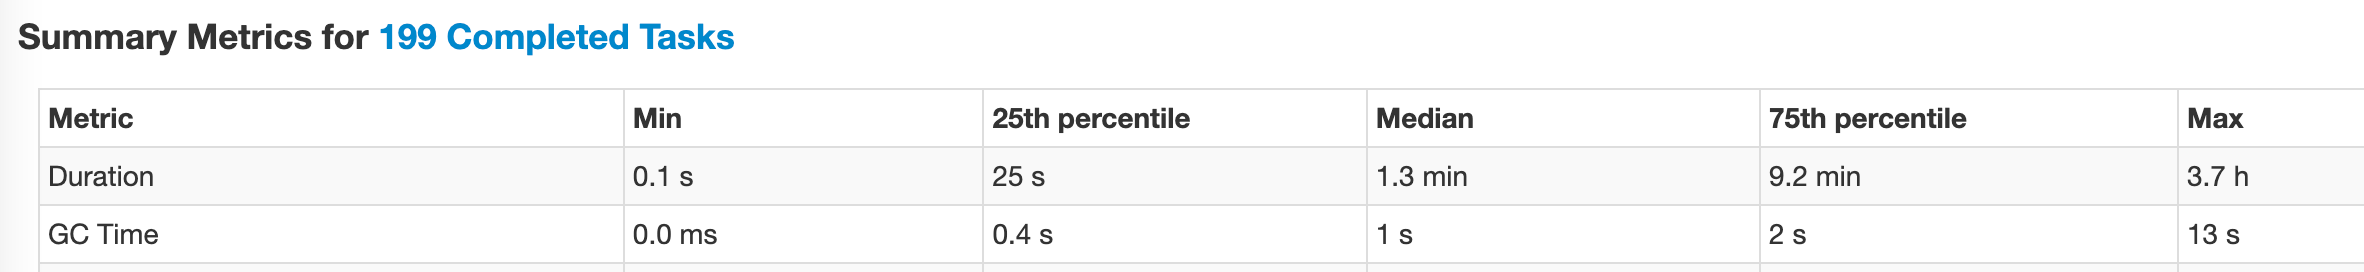 Summary Metrics for 199 Completed Tasks
Metric Min 25th percentile Median 75th percentile Max
Duration 0.1 s 25 s 1.3 min 9.2 min 3.7 h
GC Time 0.0 ms 0.4 s 1 s 2 s 13 s